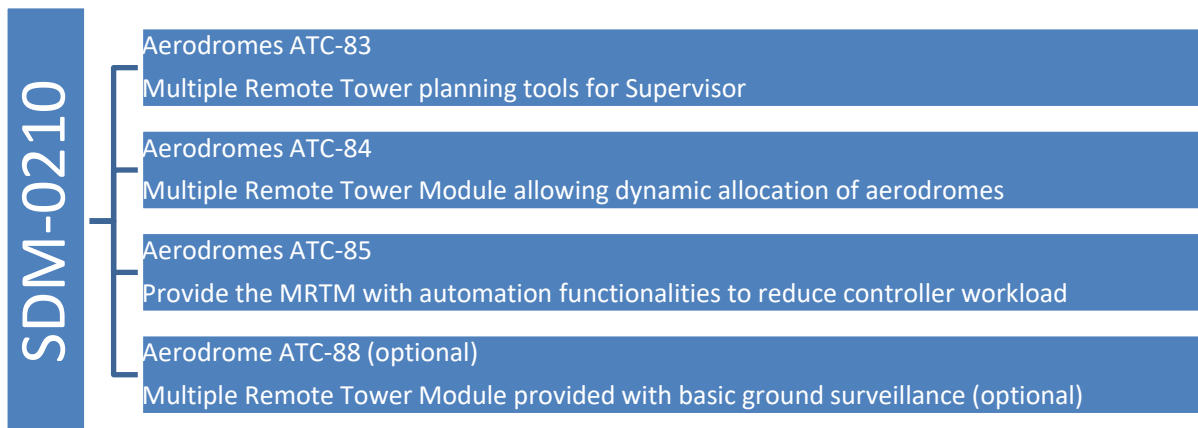 SDM-0210
Aerodromes ATC-83
Multiple Remote Tower planning tools for Supervisor
Aerodromes ATC-84
Multiple Remote Tower Module allowing dynamic allocation of aerodromes
Aerodromes ATC-85
Provide the MRTM with automation functionalities to reduce controller workload
Aerodrome ATC-88 (optional)
Multiple Remote Tower Module provided with basic ground surveillance (optional)